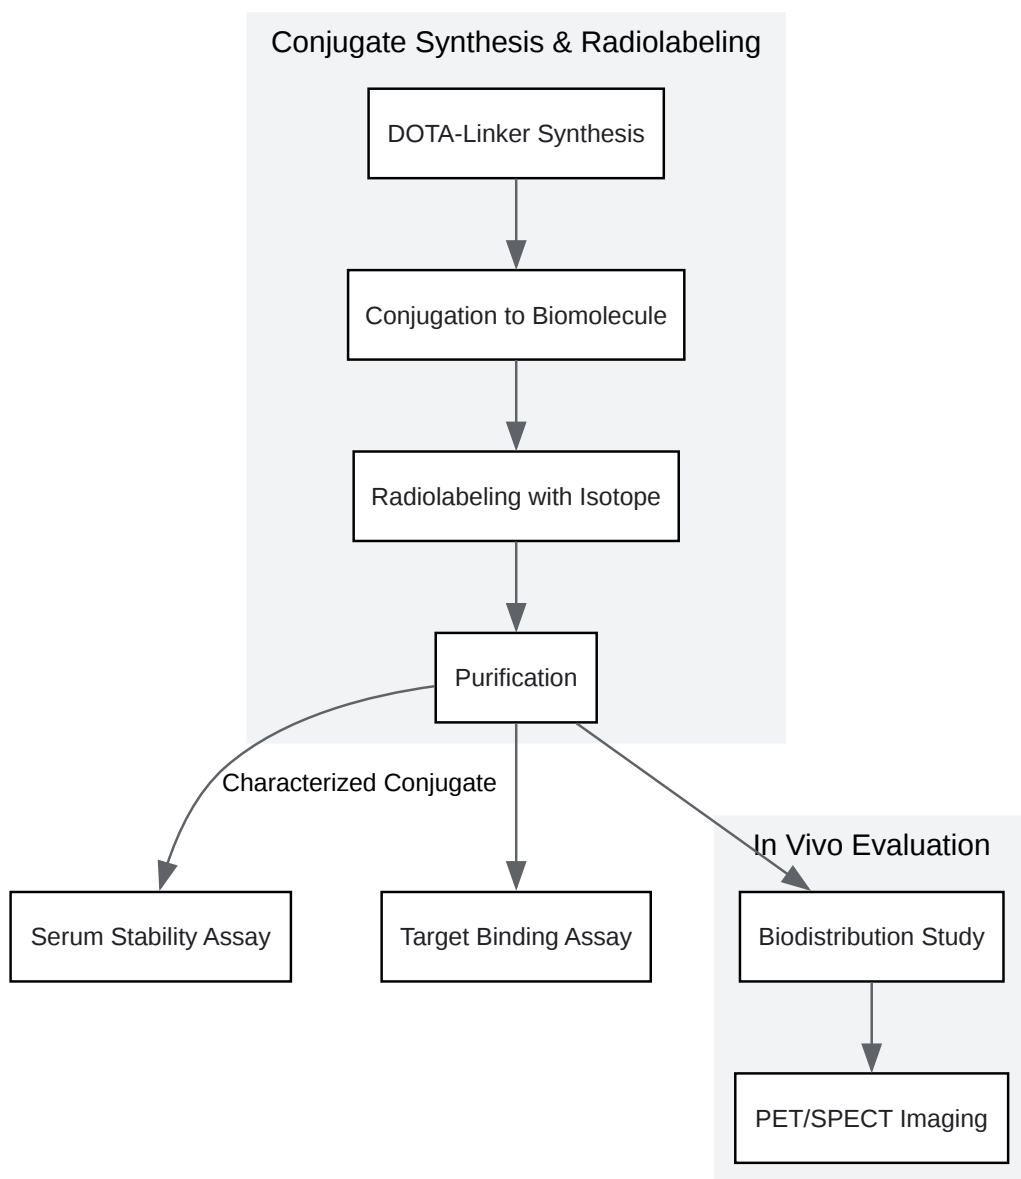 Conjugate Synthesis & Radiolabeling
DOTA-Linker Synthesis
Conjugation to Biomolecule
Radiolabeling with Isotope
Purification
Characterized Conjugate
In Vivo Evaluation
Serum Stability Assay
Target Binding Assay
Biodistribution Study
PET/SPECT Imaging